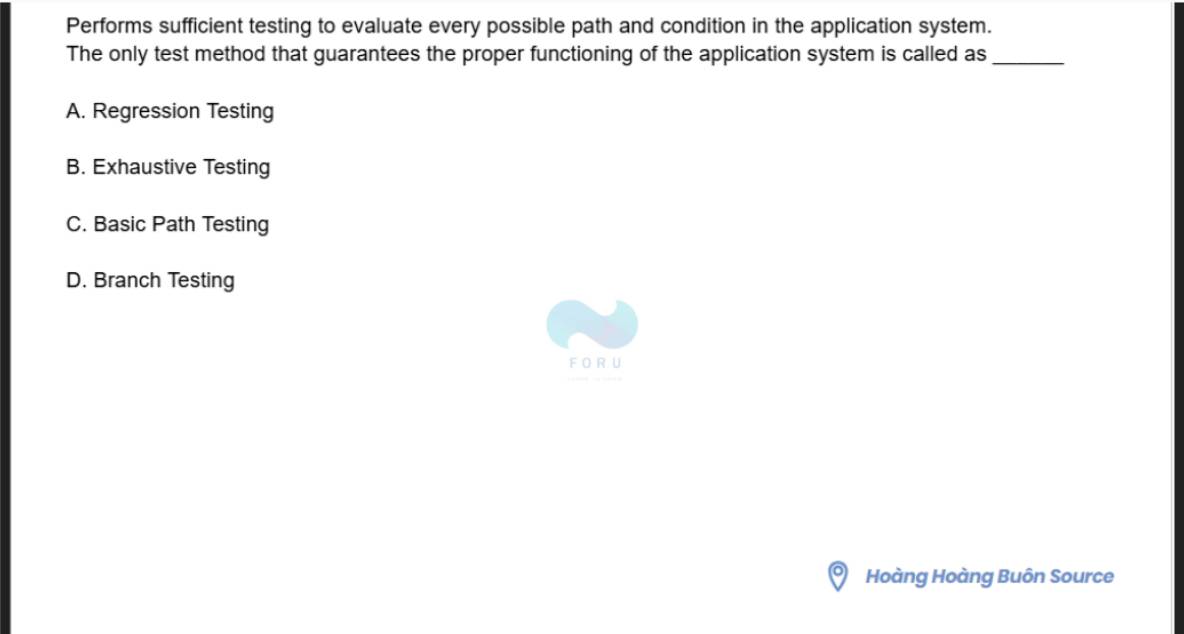 Performs sufficient testing to evaluate every possible path and condition in the application system.
The only test method that guarantees the proper functioning of the application system is called as ______
A. Regression Testing
B. Exhaustive Testing
C. Basic Path Testing
D. Branch Testing
FORU
Hoàng Hoàng Buôn Source